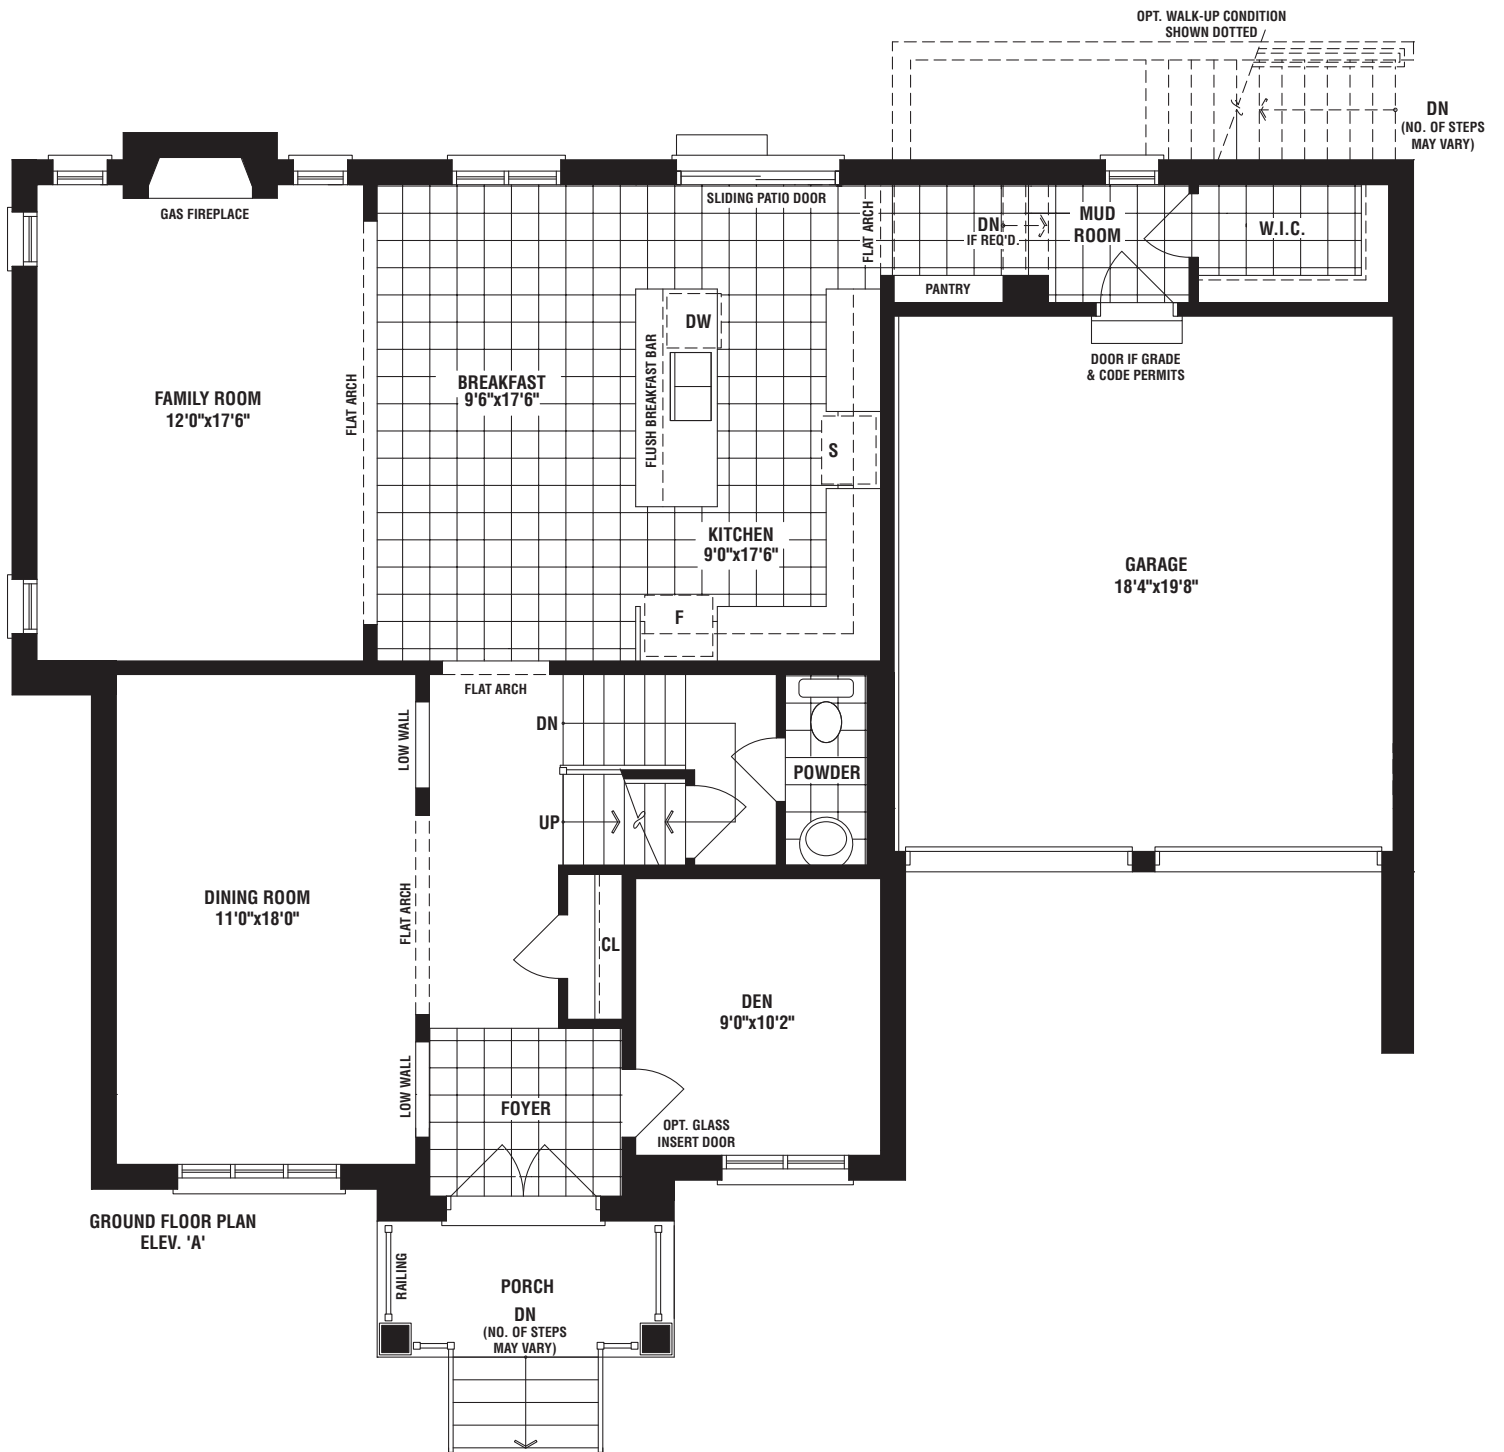 OPT. WALK-UP CONDITION
SHOWN DOTTED
DN
(NO. OF STEPS
MAY VARY)
GAS FIREPLACE
SLIDING PATIO DOOR
FLAT ARCH
DN
IF REQ'D.
MUD
ROOM
W.I.C.
PANTRY
DW
FLUSH BREAKFAST BAR
DOOR IF GRADE
& CODE PERMITS
FAMILY ROOM
12'0"x17'6"
FLAT ARCH
BREAKFAST
9'6"x17'6"
S
KITCHEN
9'0"x17'6"
GARAGE
18'4"x19'8"
F
FLAT ARCH
LOW WALL
DN
POWDER
UP
DINING ROOM
11'0"x18'0"
FLAT ARCH
CL
DEN
9'0"x10'2"
LOW WALL
FOYER
OPT. GLASS
INSERT DOOR
GROUND FLOOR PLAN
ELEV. 'A'
RAILING
PORCH
DN
(NO. OF STEPS
MAY VARY)